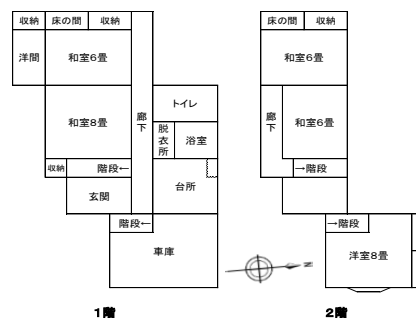 収納
床の間
収納
洋間
和室6畳
和室8畳
廊下
トイレ
脱衣所
浴室
収納
階段←
台所
玄関
階段←
車庫
1階
床の間
収納
和室6畳
廊下
和室6畳
→階段
→階段
洋室8畳
N
2階